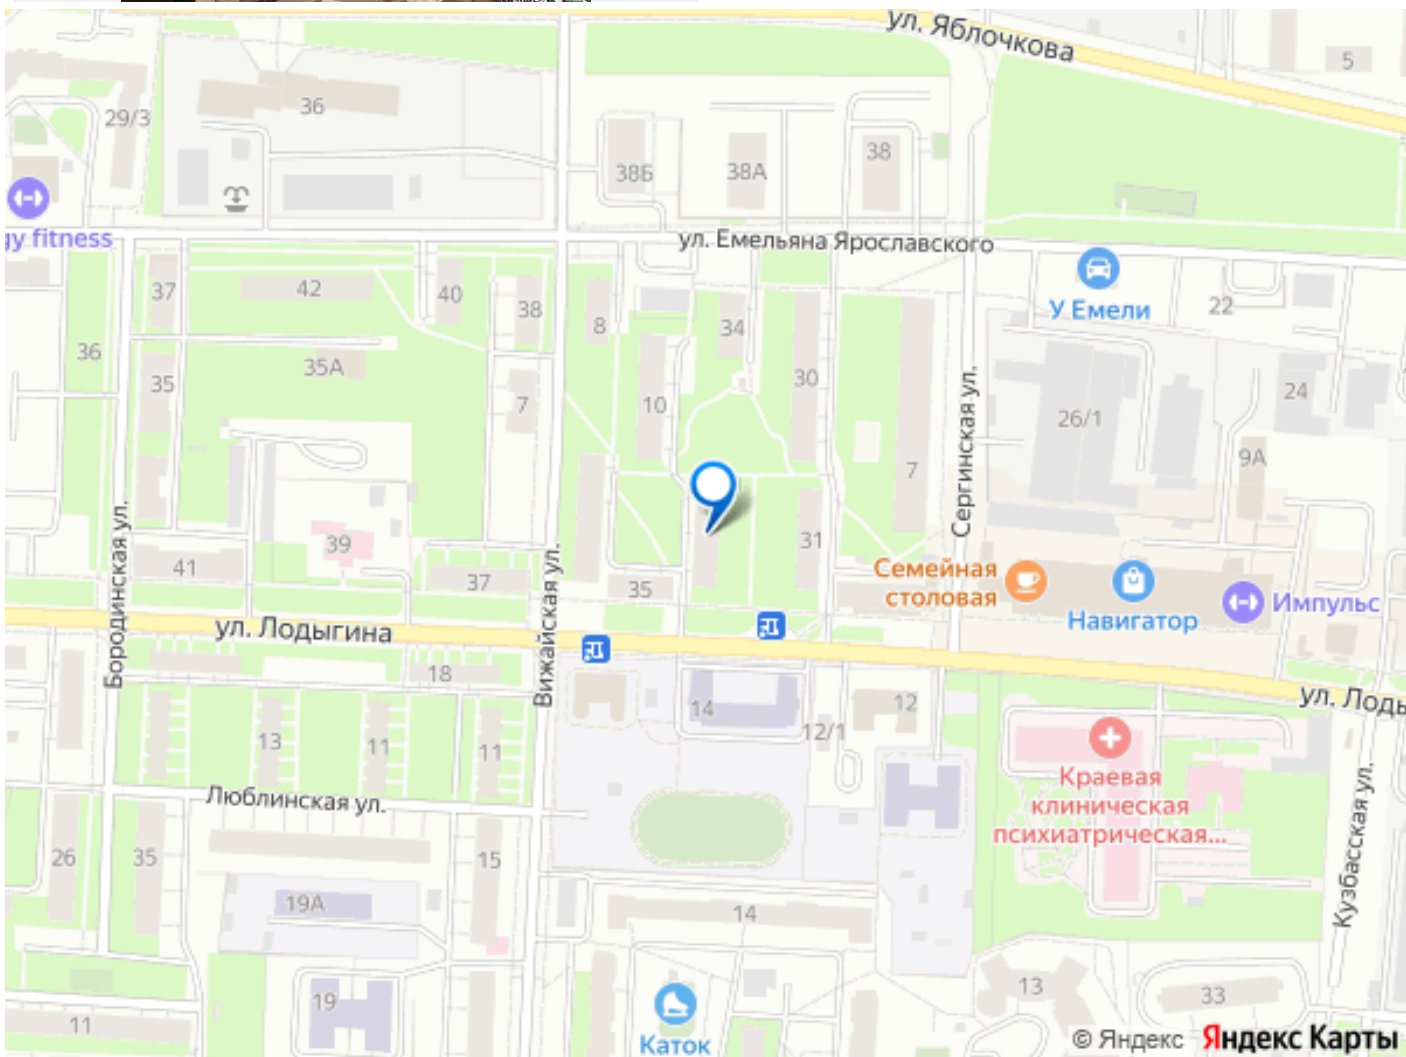 ул. Яблочкова
5
36
29/3
38Б
38А
38
gy fitness
ул. Емельяна Ярославского
У Емели
22
37
42
40
38
8
34
36
35
35А
7
10
30
7
26/1
24
9А
Сергинская ул.
Бородинская ул.
39
41
37
Вижайская ул.
35
31
Семейная
столовая
Навигатор
Импульс
ул. Лодыгина
18
14
12
12/1
ул. Лоды
13
11
11
Краевая
клиническая
психиатрическая...
Люблинская ул.
Кузбасская ул.
26
35
15
19А
14
19
13
33
11
Каток
© Яндекс Яндекс Карты